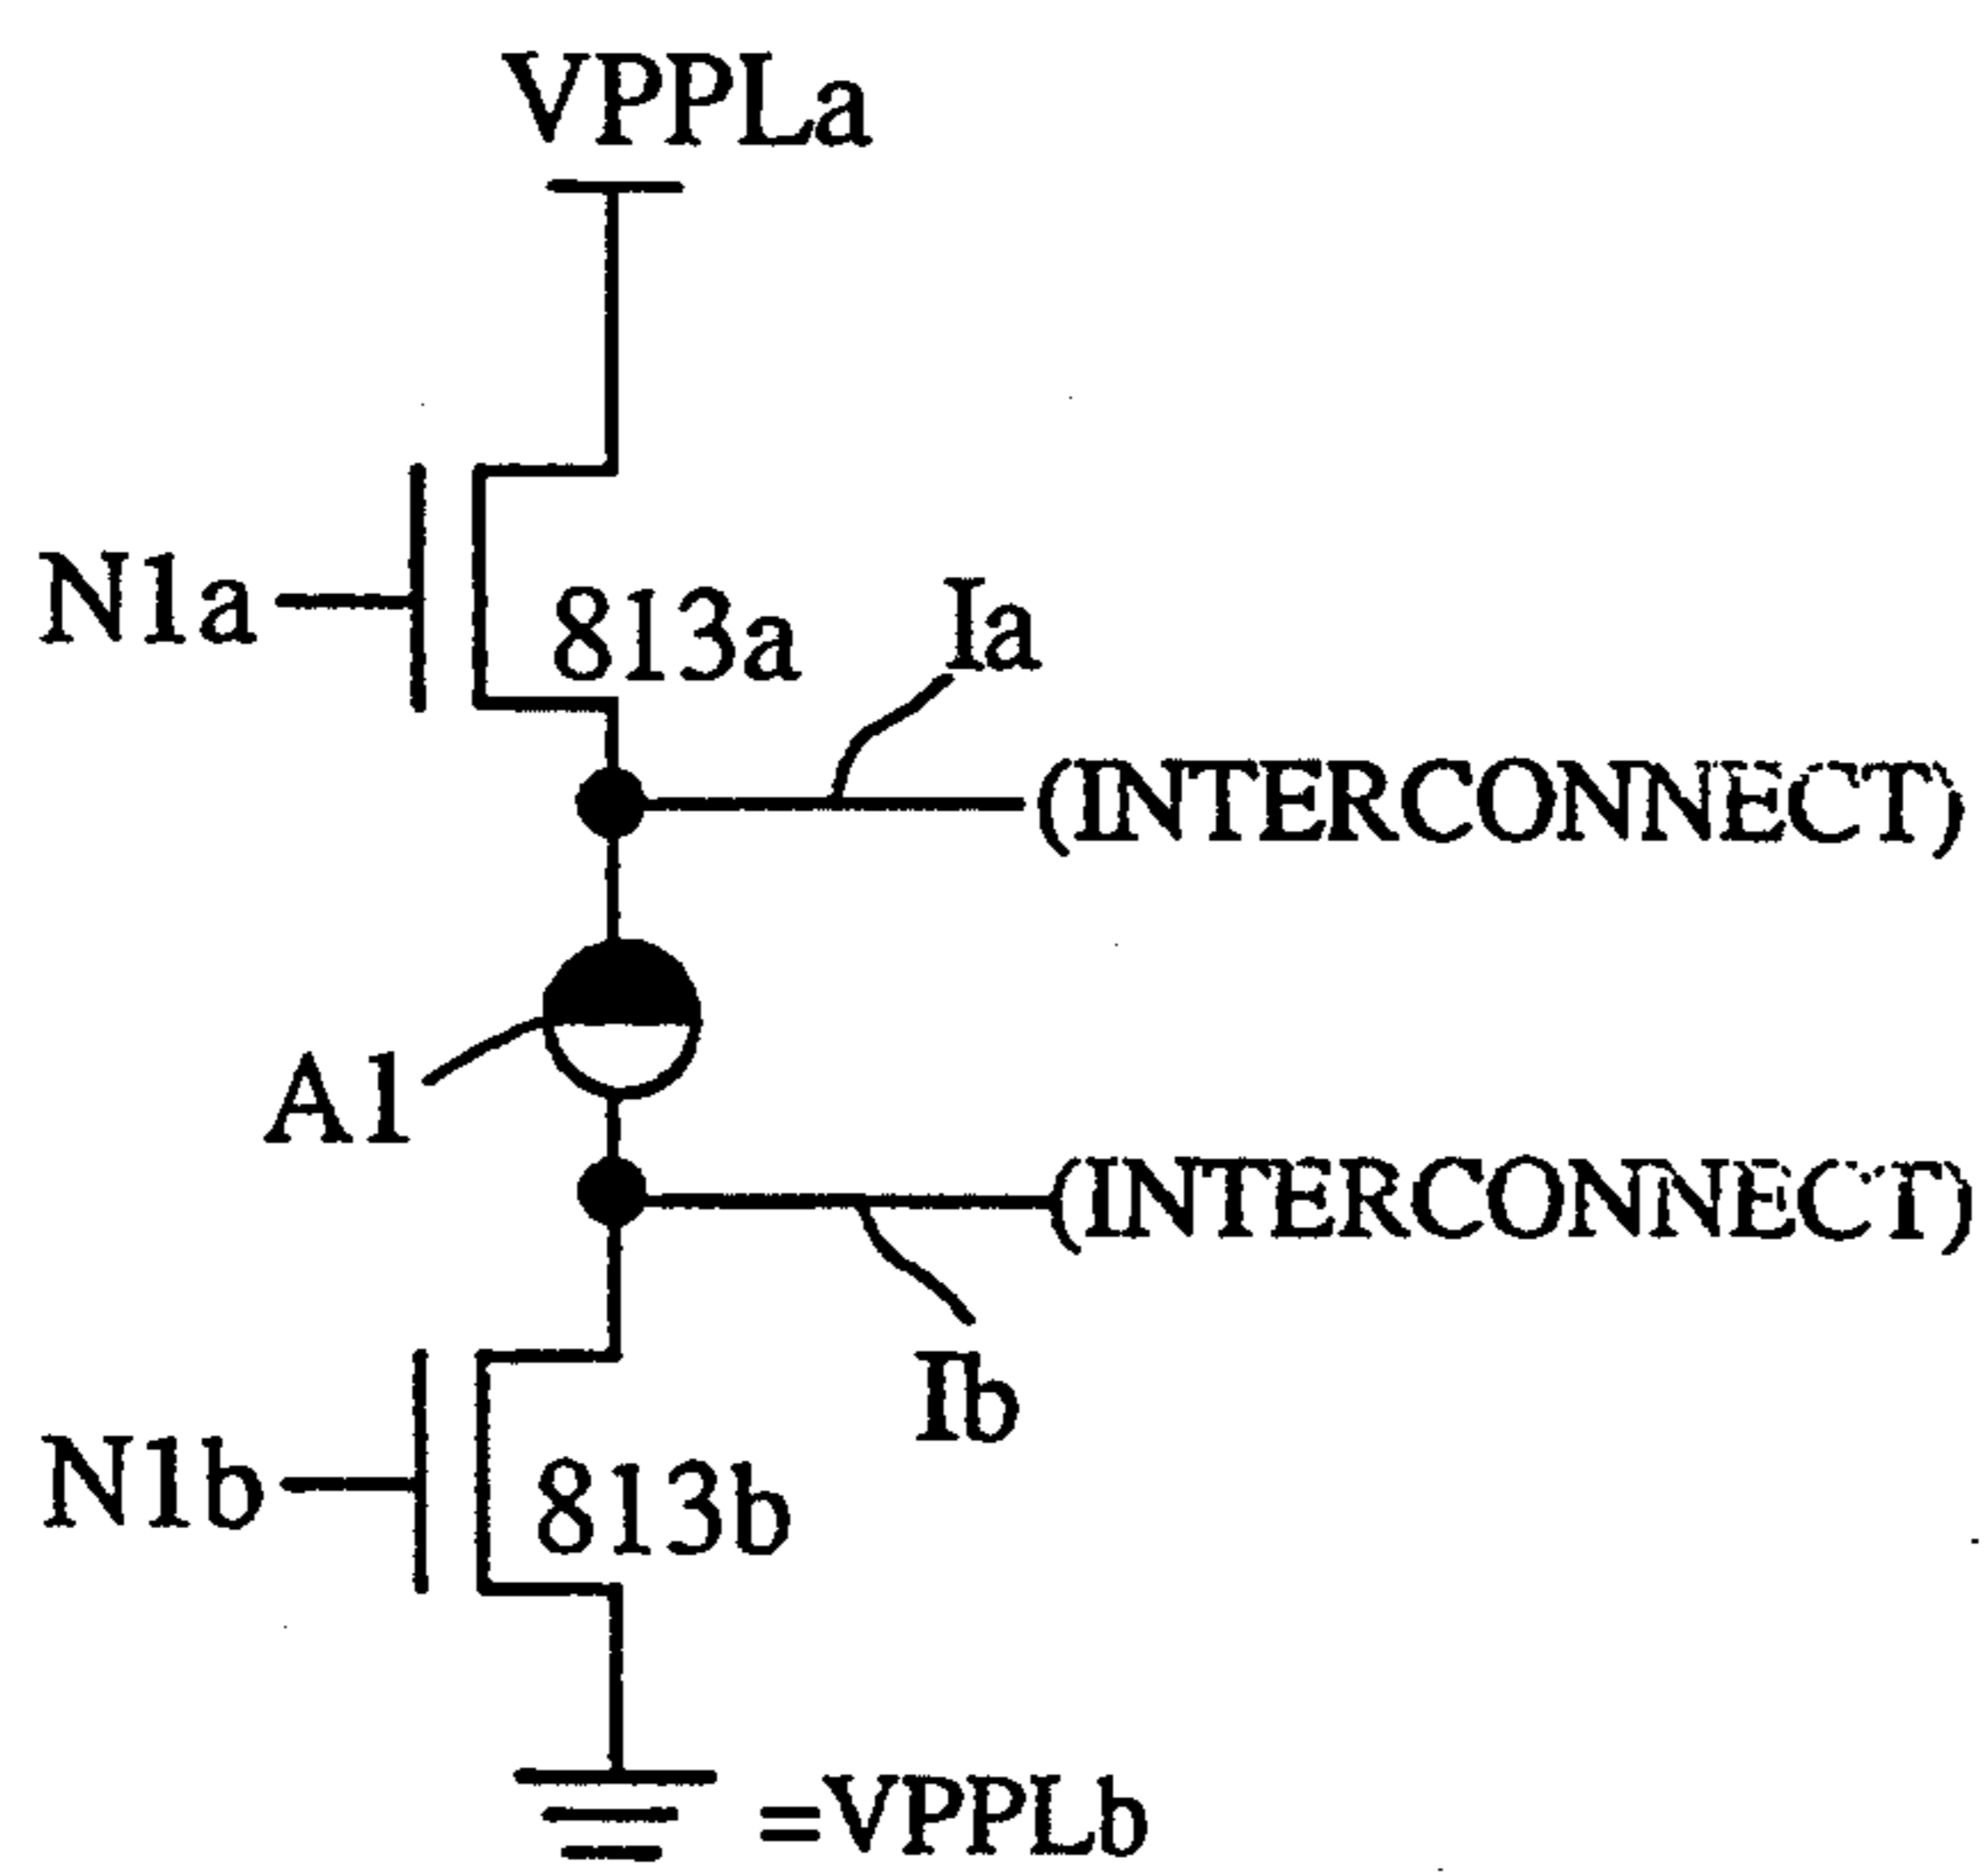 VPPLa
N1a
813a
Ia
(INTERCONNECT)
A1
(INTERCONNECT)
Ib
N1b
813b
=VPPLb